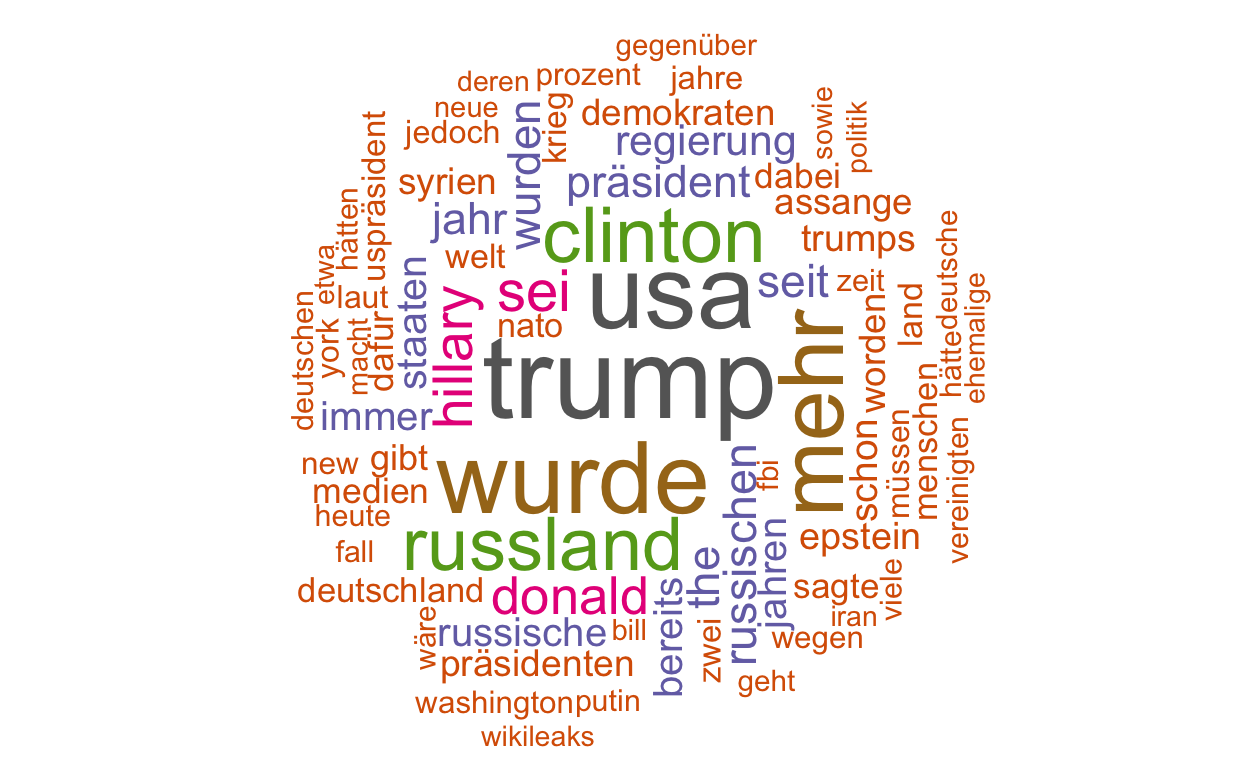 gegenüber
deren
prozent
jahre
neue
jedoch
wurden
krieg
demokraten
sowie
politik
regierung
uspräsident
syrien
präsident
dabei
hätten
jahr
assange
clinton
trumps
etwa
welt
staaten
laut
sei
usa
seit
zeit
deutsche
deutschen
york
macht
dafür
hillary
nato
trump
mehr
worden
land
hätte
ehemalige
immer
new
gibt
medien
wurde
russischen
fbi
schon
müssen
menschen
vereinigten
heute
fall
russland
epstein
deutschland
donald
the
jahren
sagte
viele
iran
wäre
russische
bill
bereits
zwei
wegen
präsidenten
geht
washington
putin
wikileaks